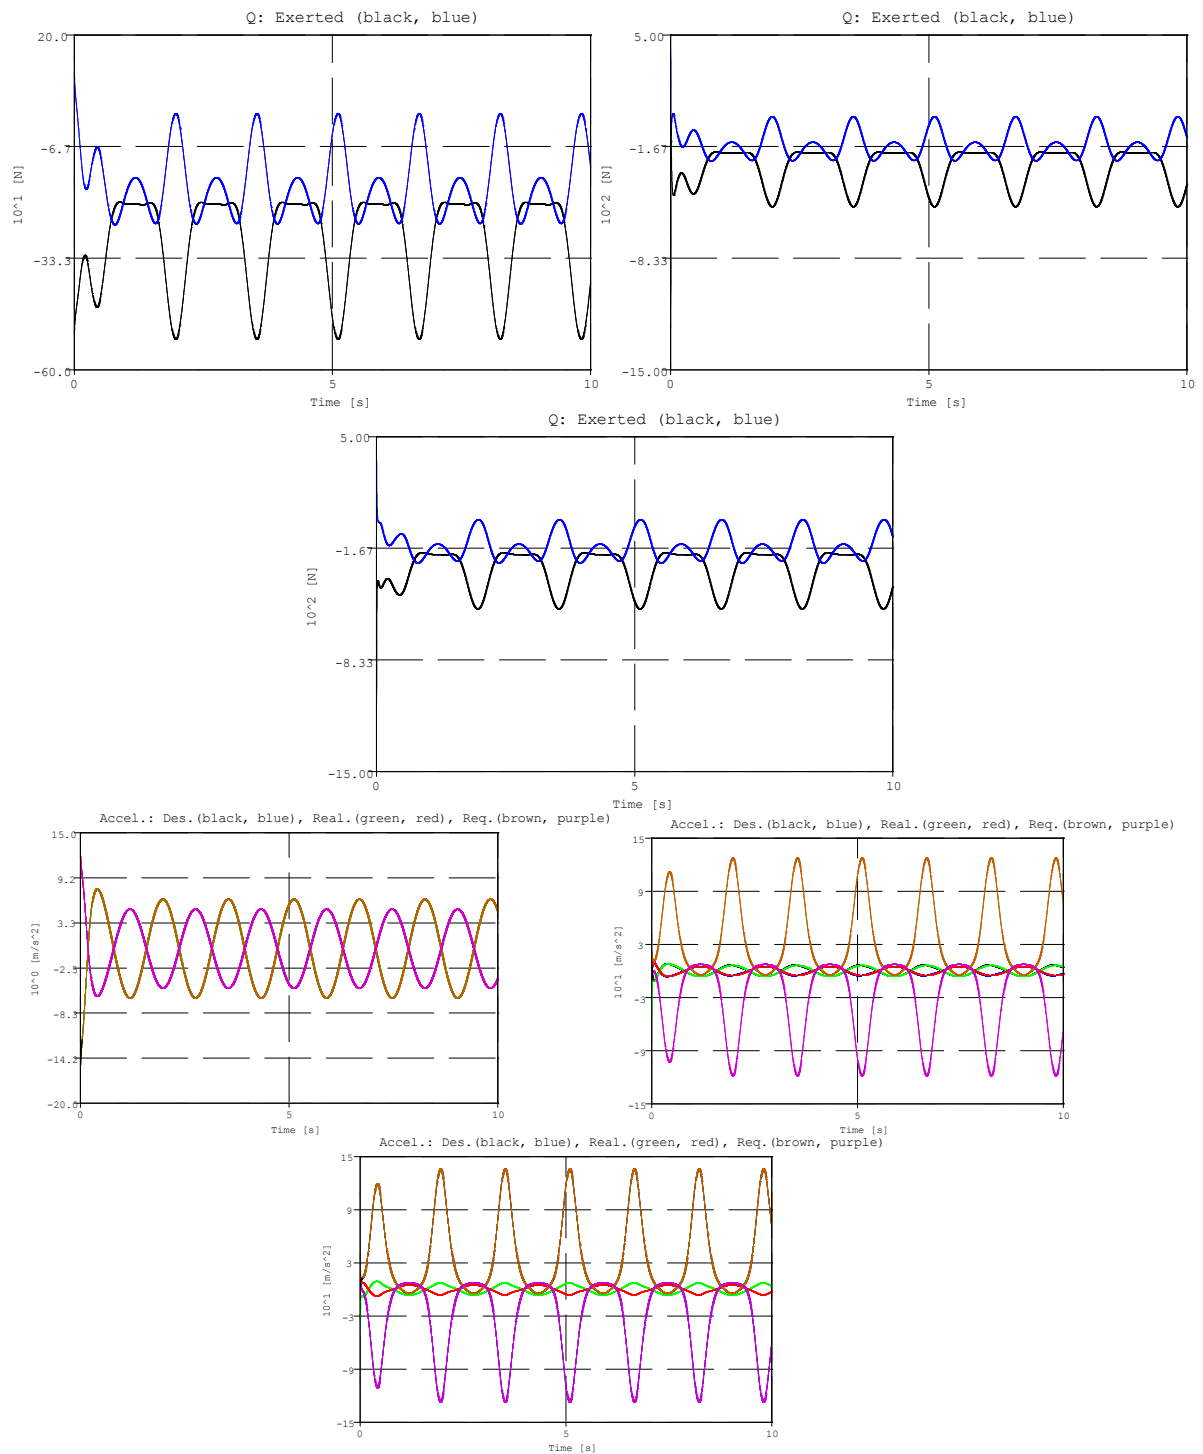 Q: Exerted (black, blue)
20.0
-6.7
-33.3
-60.0
10^1 [N]
0
5
10
Time [s]
Q: Exerted (black, blue)
5.00
-1.67
-8.33
-15.00
10^2 [N]
0
5
10
Time [s]
Q: Exerted (black, blue)
5.00
-1.67
-8.33
-15.00
10^2 [N]
0
5
10
Time [s]
Accel.: Des.(black, blue), Real.(green, red), Req.(brown, purple)
15.0
9.2
3.3
-2.5
-8.3
-14.2
-20.0
10^0 [m/s^2]
0
5
10
Time [s]
Accel.: Des.(black, blue), Real.(green, red), Req.(brown, purple)
15
9
3
-3
-9
-15
10^1 [m/s^2]
0
5
10
Time [s]
Accel.: Des.(black, blue), Real.(green, red), Req.(brown, purple)
15
9
3
-3
-9
-15
10^1 [m/s^2]
0
5
10
Time [s]